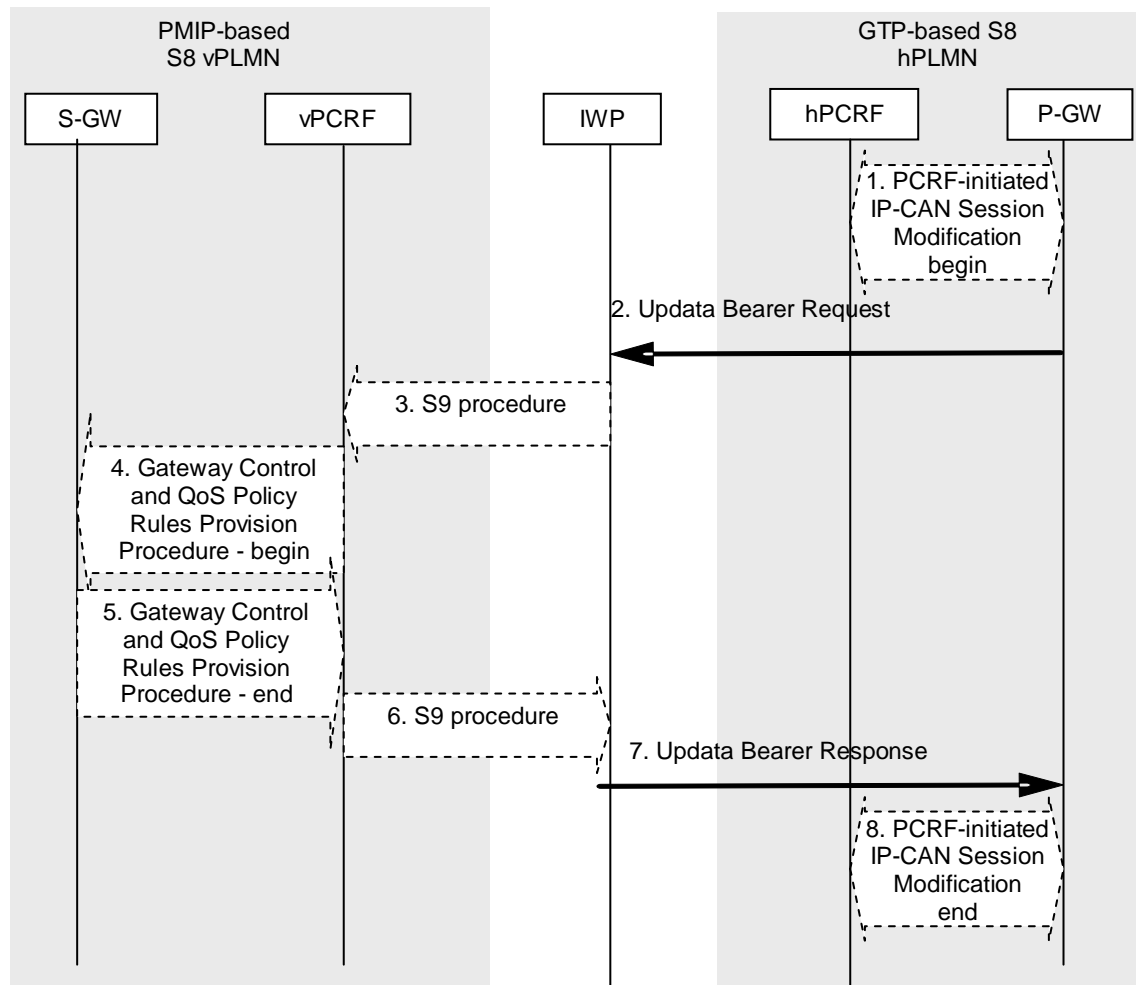 PMIP-based
S8 vPLMN
GTP-based S8
hPLMN
S-GW
vPCRF
IWP
hPCRF
P-GW
1. PCRF-initiated
IP-CAN Session
Modification
begin
2. Updata Bearer Request
3. S9 procedure
4. Gateway Control
and QoS Policy
Rules Provision
Procedure - begin
5. Gateway Control
and QoS Policy
Rules Provision
Procedure - end
6. S9 procedure
7. Updata Bearer Response
8. PCRF-initiated
IP-CAN Session
Modification
end